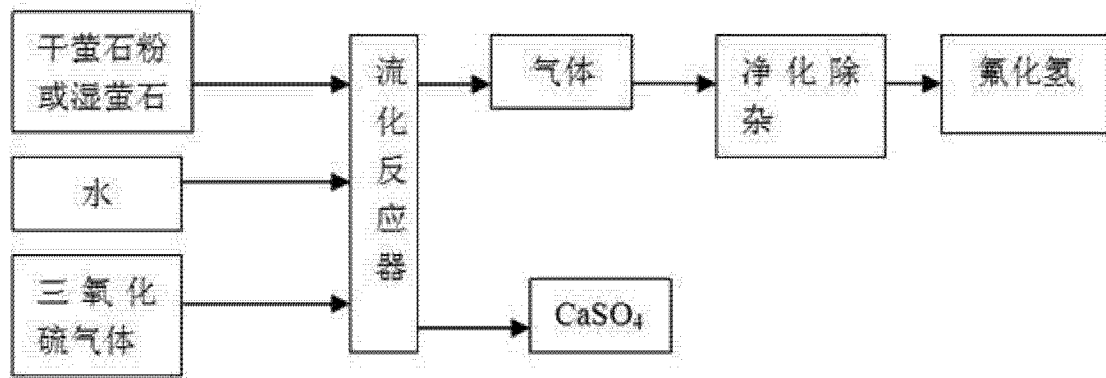 干萤石粉
或湿萤石
水
三氧化
硫气体
流
化
反
应
器
气体
净化除
杂
氟化氢
CaSO₄